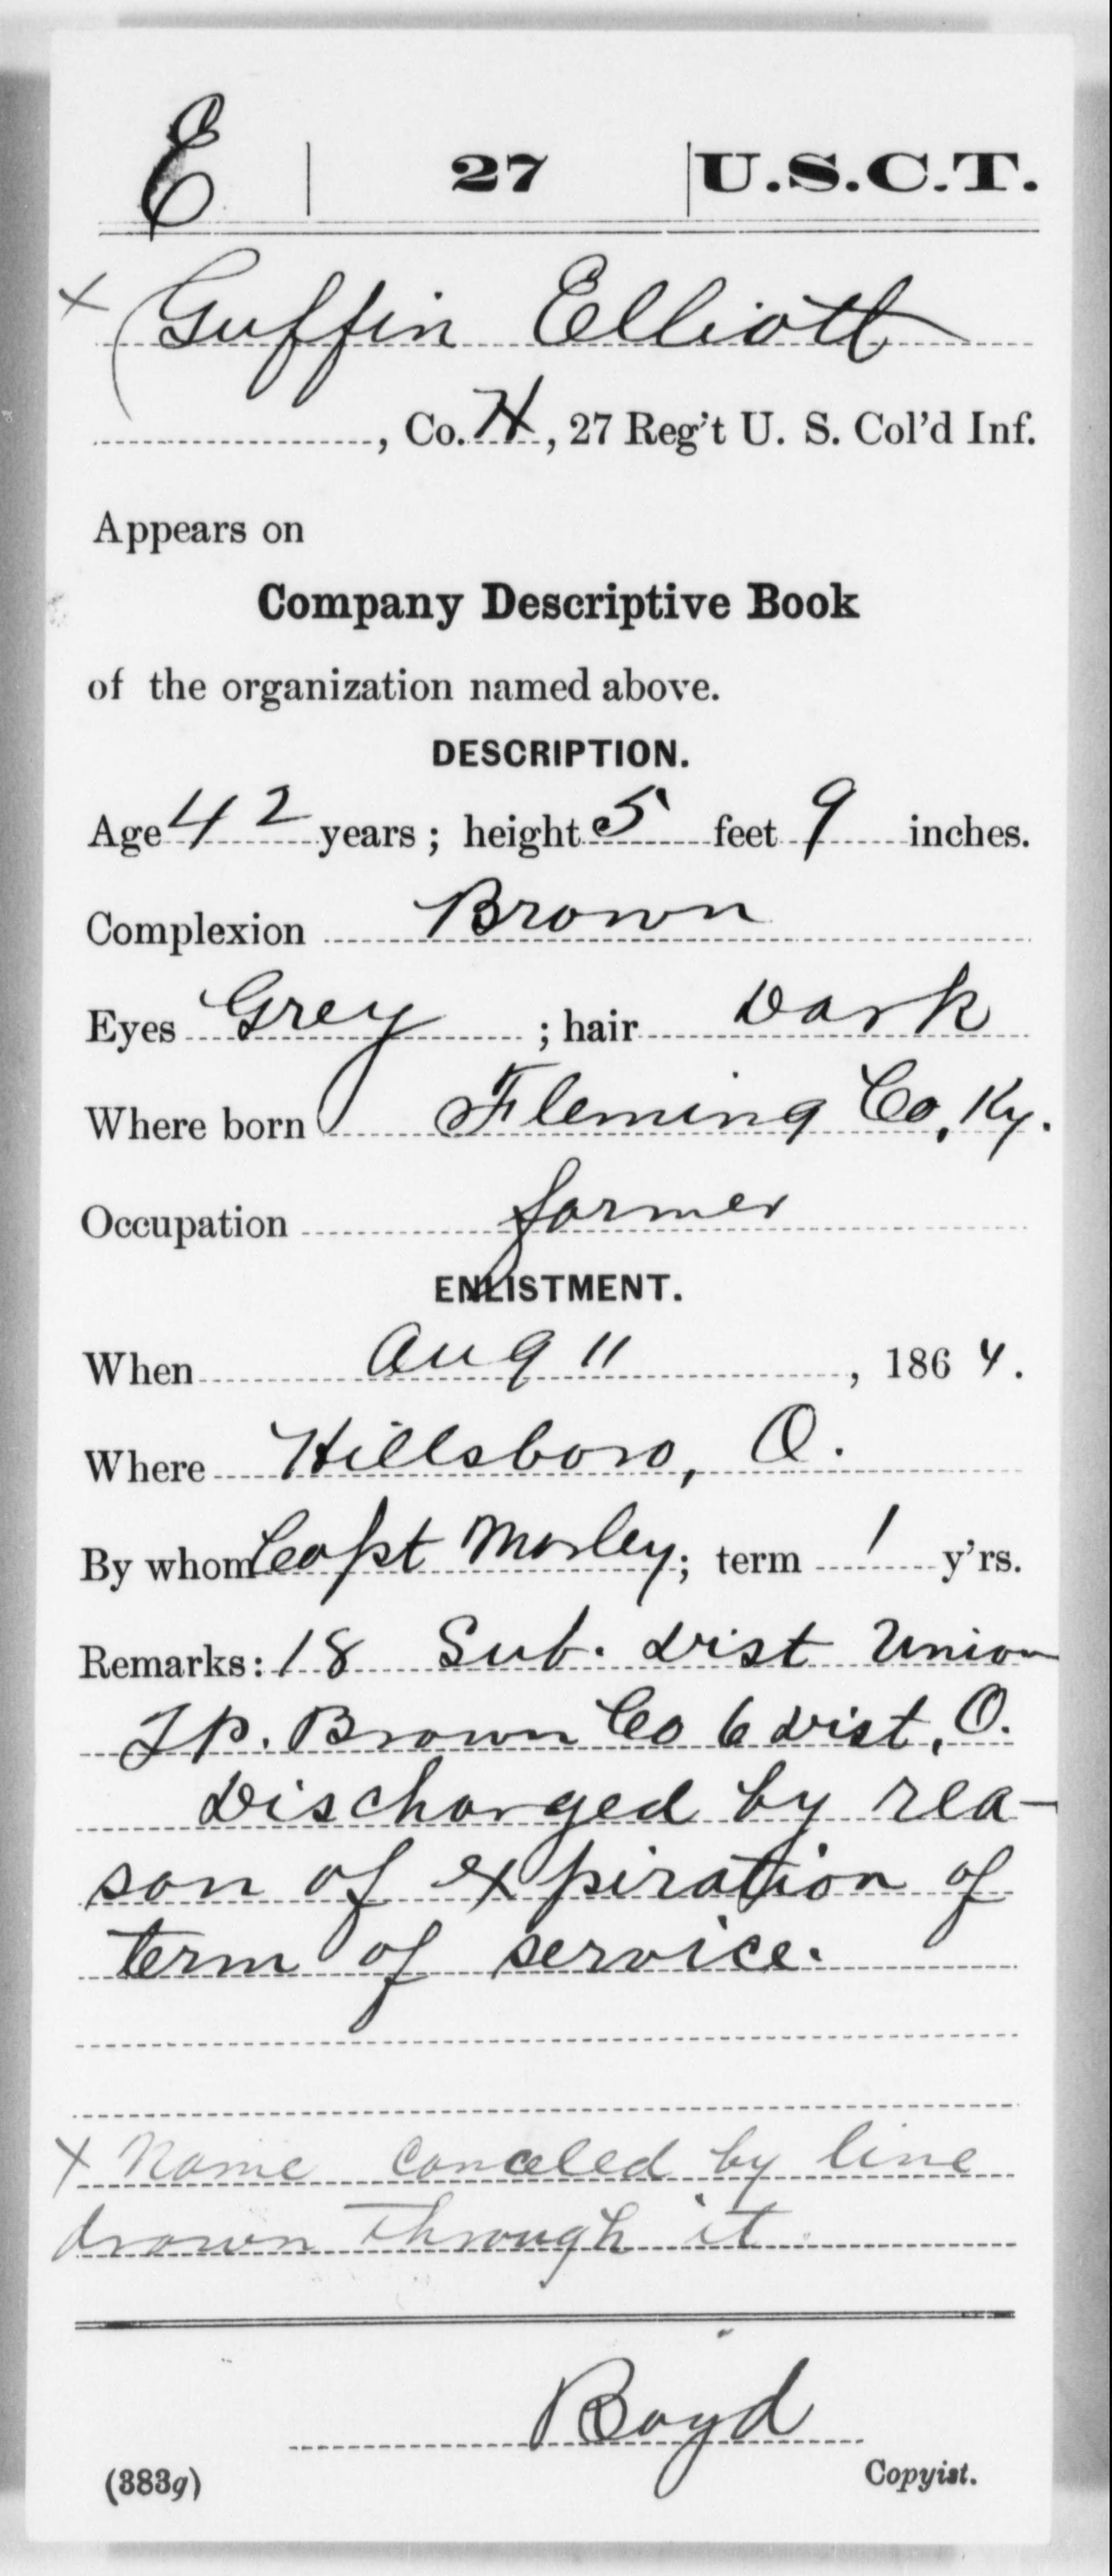 E | 27 | U.S.C.T.
x Guffin Elliott
, Co. H, 27 Reg't U. S. Col'd Inf.
Appears on
Company Descriptive Book
of the organization named above.
DESCRIPTION.
Age 42 years; height 5 feet 9 inches.
Complexion Brown
Eyes Grey; hair Dark
Where born Fleming Co, Ky.
Occupation farmer
ENLISTMENT.
When Aug 11, 1864.
Where Hillsboro, O.
By whom Capt Morley; term 1 y'rs.
Remarks: 18 Sub. Dist Union
Tp. Brown Co 6 Dist, O.
Discharged by rea-
son of expiration of
term of service.
x Name canceled by line
drawn through it.
Boyd
(383g) Copyist.